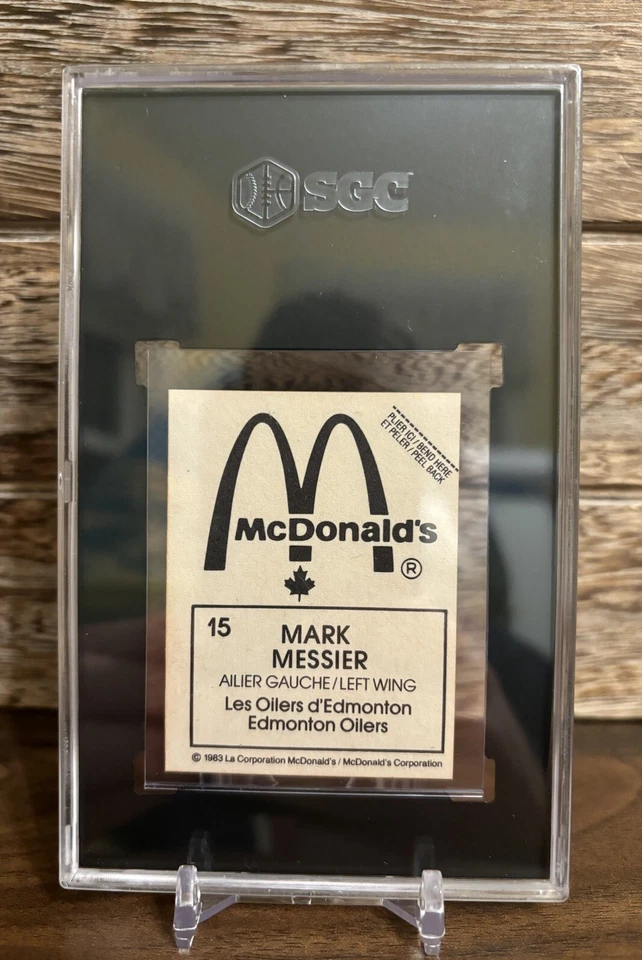 SGC
PLIER ICI / BEND HERE
ET PELER / PEEL BACK
McDonald's
®
15
MARK
MESSIER
AILIER GAUCHE/LEFT WING
Les Oilers d'Edmonton
Edmonton Oilers
© 1983 La Corporation McDonald's / McDonald's Corporation